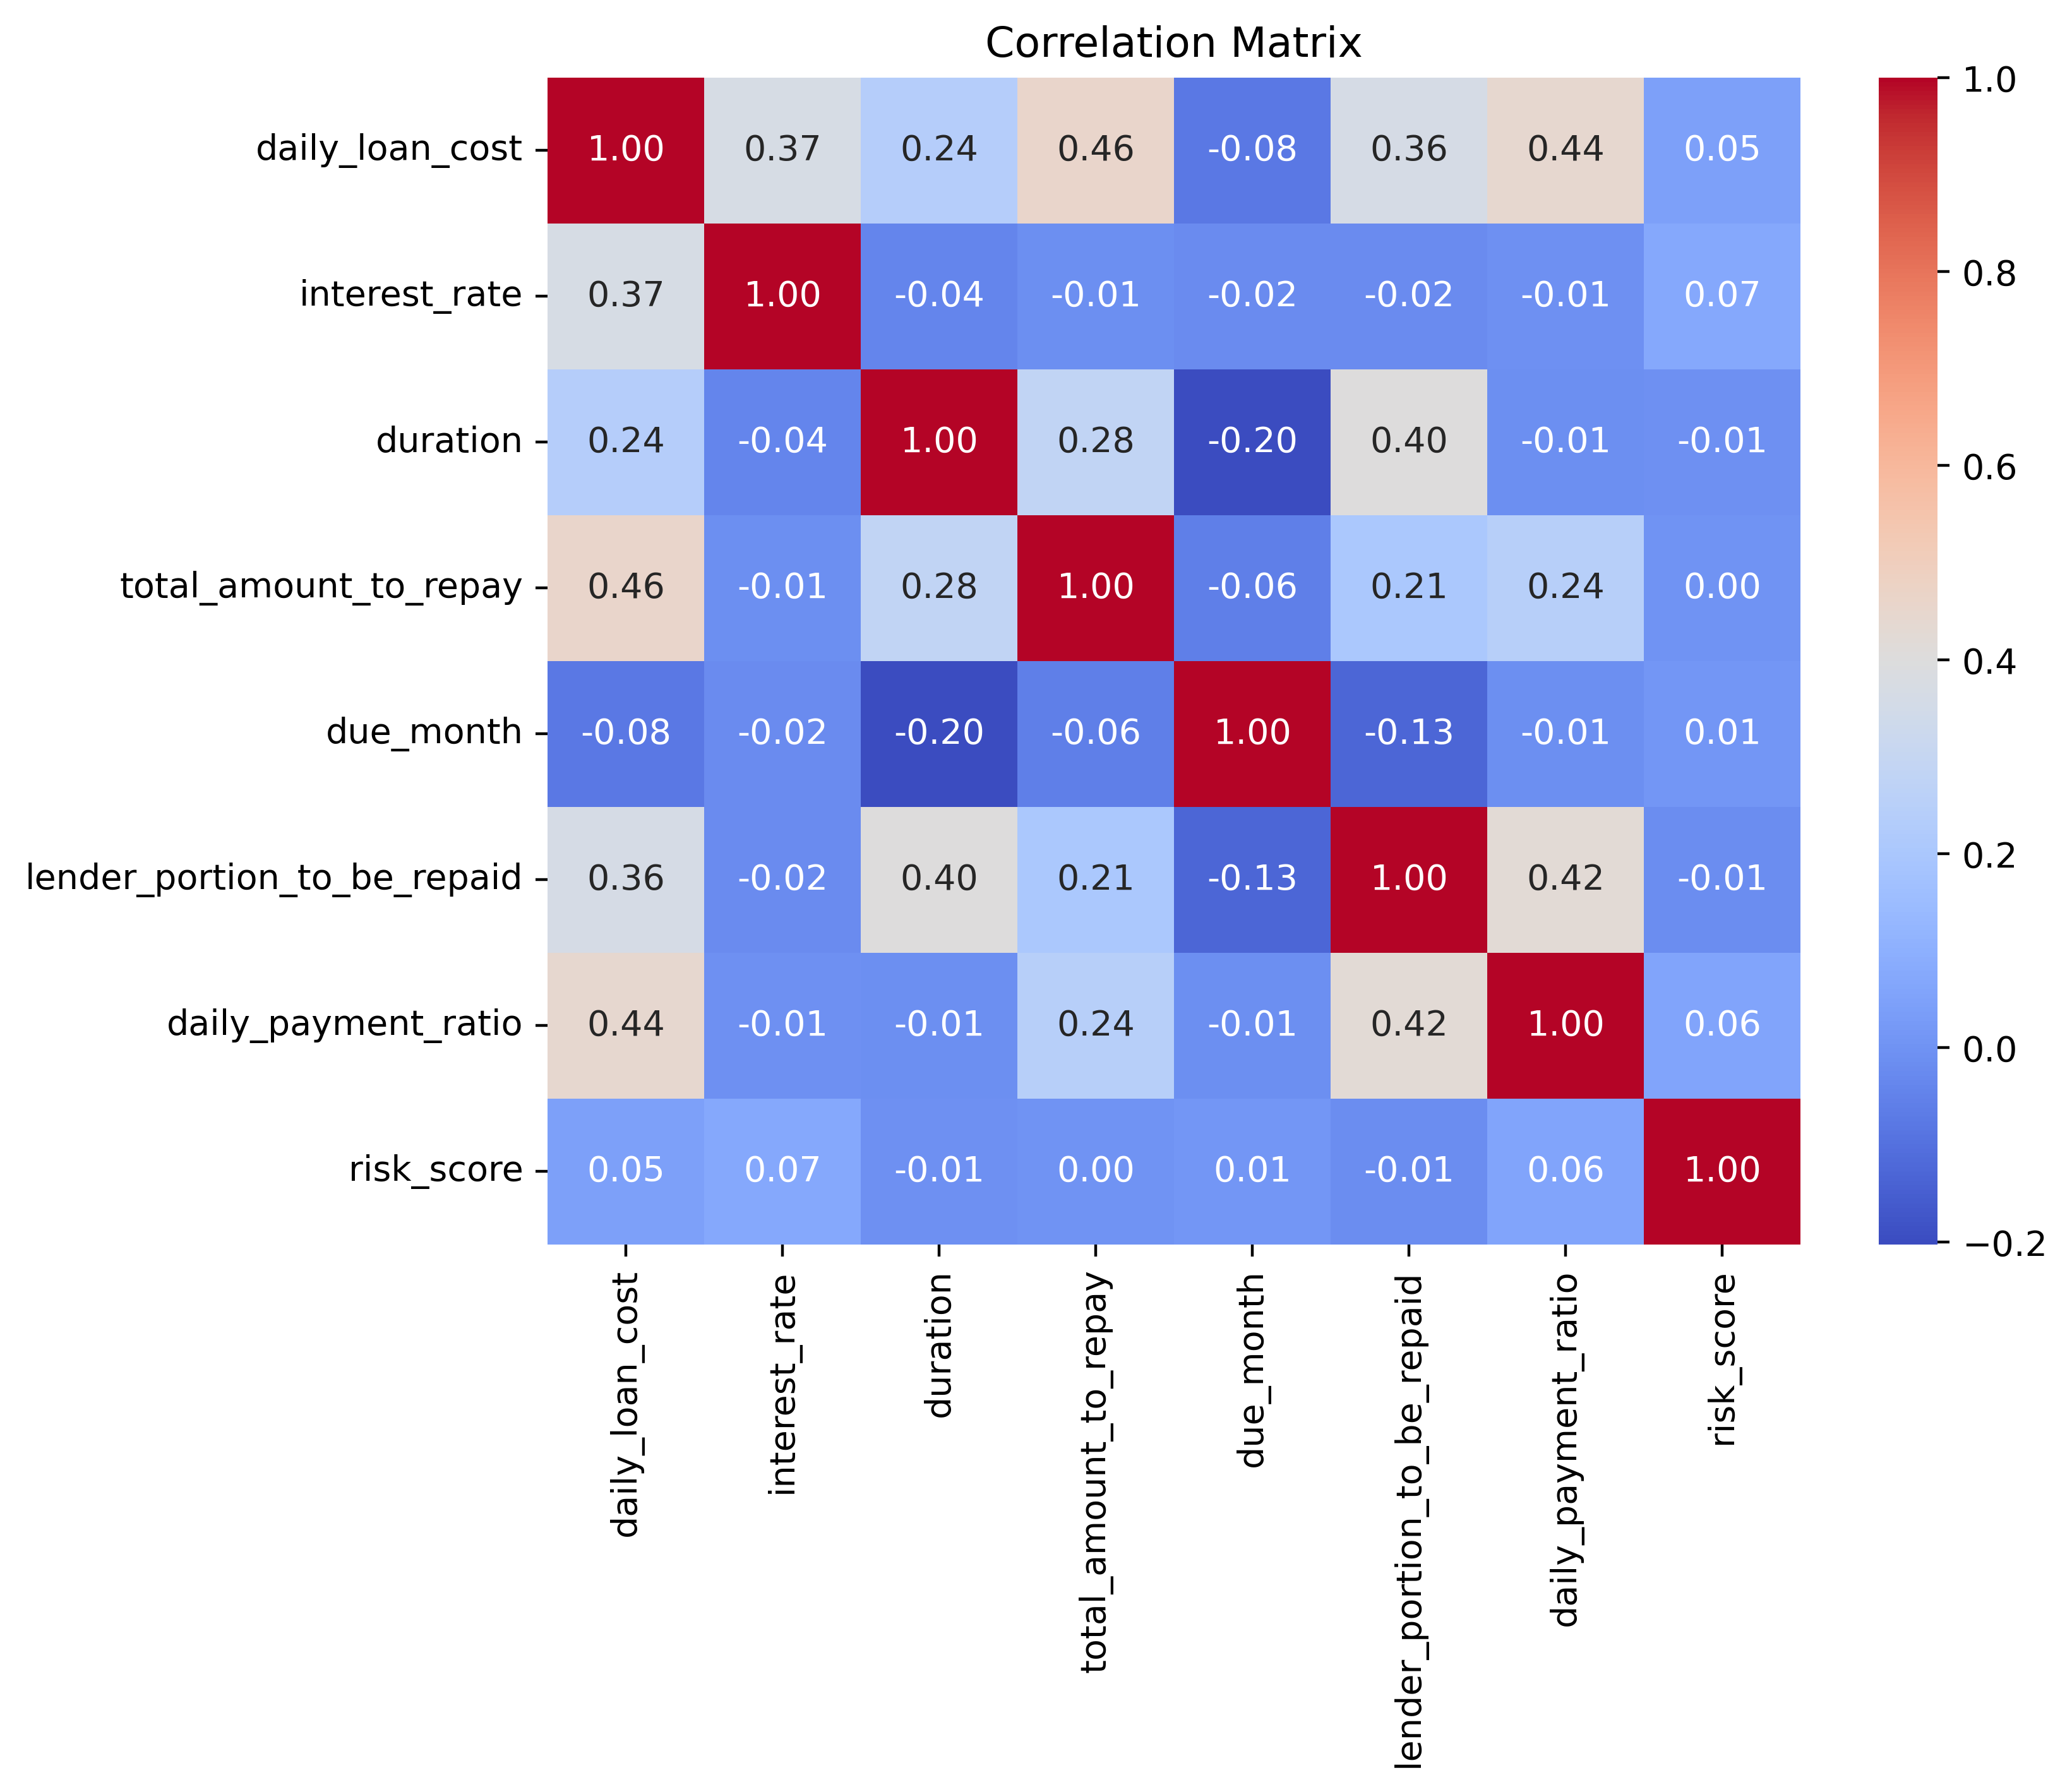 Correlation Matrix
daily_loan_cost 1.00 0.37 0.24 0.46 -0.08 0.36 0.44 0.05
interest_rate 0.37 1.00 -0.04 -0.01 -0.02 -0.02 -0.01 0.07
duration 0.24 -0.04 1.00 0.28 -0.20 0.40 -0.01 -0.01
total_amount_to_repay 0.46 -0.01 0.28 1.00 -0.06 0.21 0.24 0.00
due_month -0.08 -0.02 -0.20 -0.06 1.00 -0.13 -0.01 0.01
lender_portion_to_be_repaid 0.36 -0.02 0.40 0.21 -0.13 1.00 0.42 -0.01
daily_payment_ratio 0.44 -0.01 -0.01 0.24 -0.01 0.42 1.00 0.06
risk_score 0.05 0.07 -0.01 0.00 0.01 -0.01 0.06 1.00
daily_loan_cost
interest_rate
duration
total_amount_to_repay
due_month
lender_portion_to_be_repaid
daily_payment_ratio
risk_score
1.0
0.8
0.6
0.4
0.2
0.0
−0.2